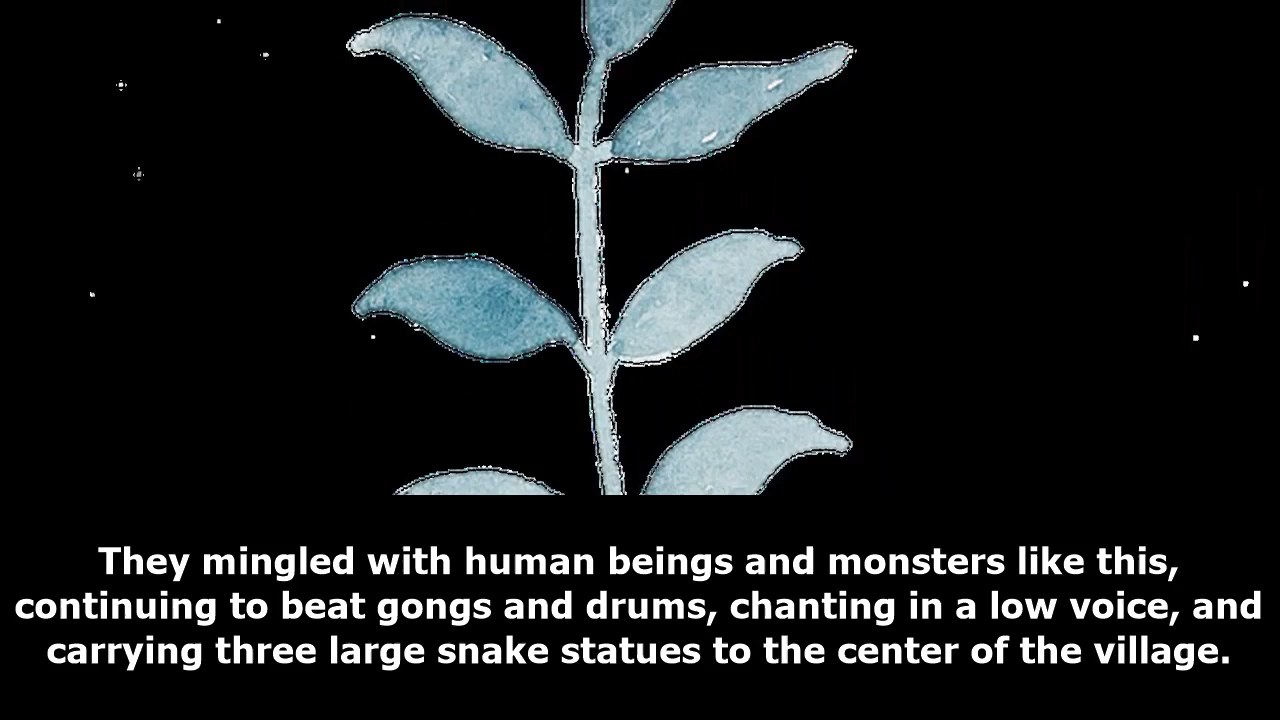 They mingled with human beings and monsters like this,
continuing to beat gongs and drums, chanting in a low voice, and
carrying three large snake statues to the center of the village.